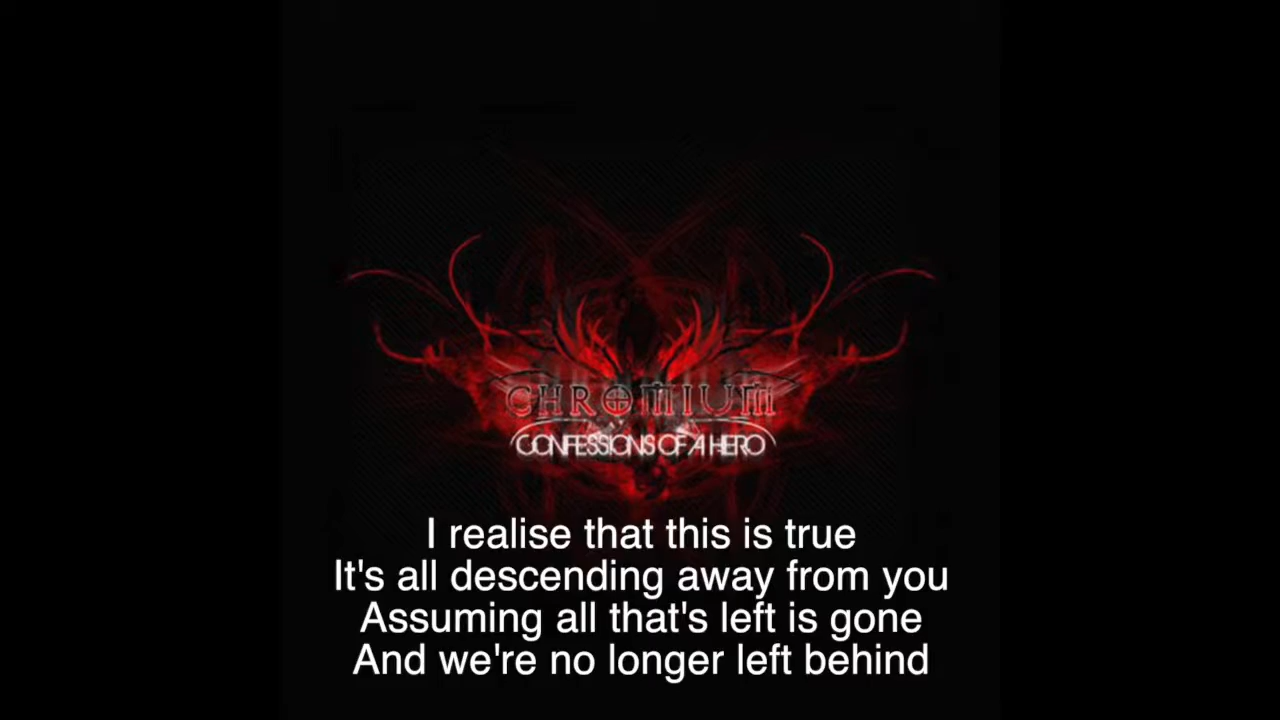 CHROMIUM
CONFESSIONS OF A HERO
I realise that this is true
It's all descending away from you
Assuming all that's left is gone
And we're no longer left behind